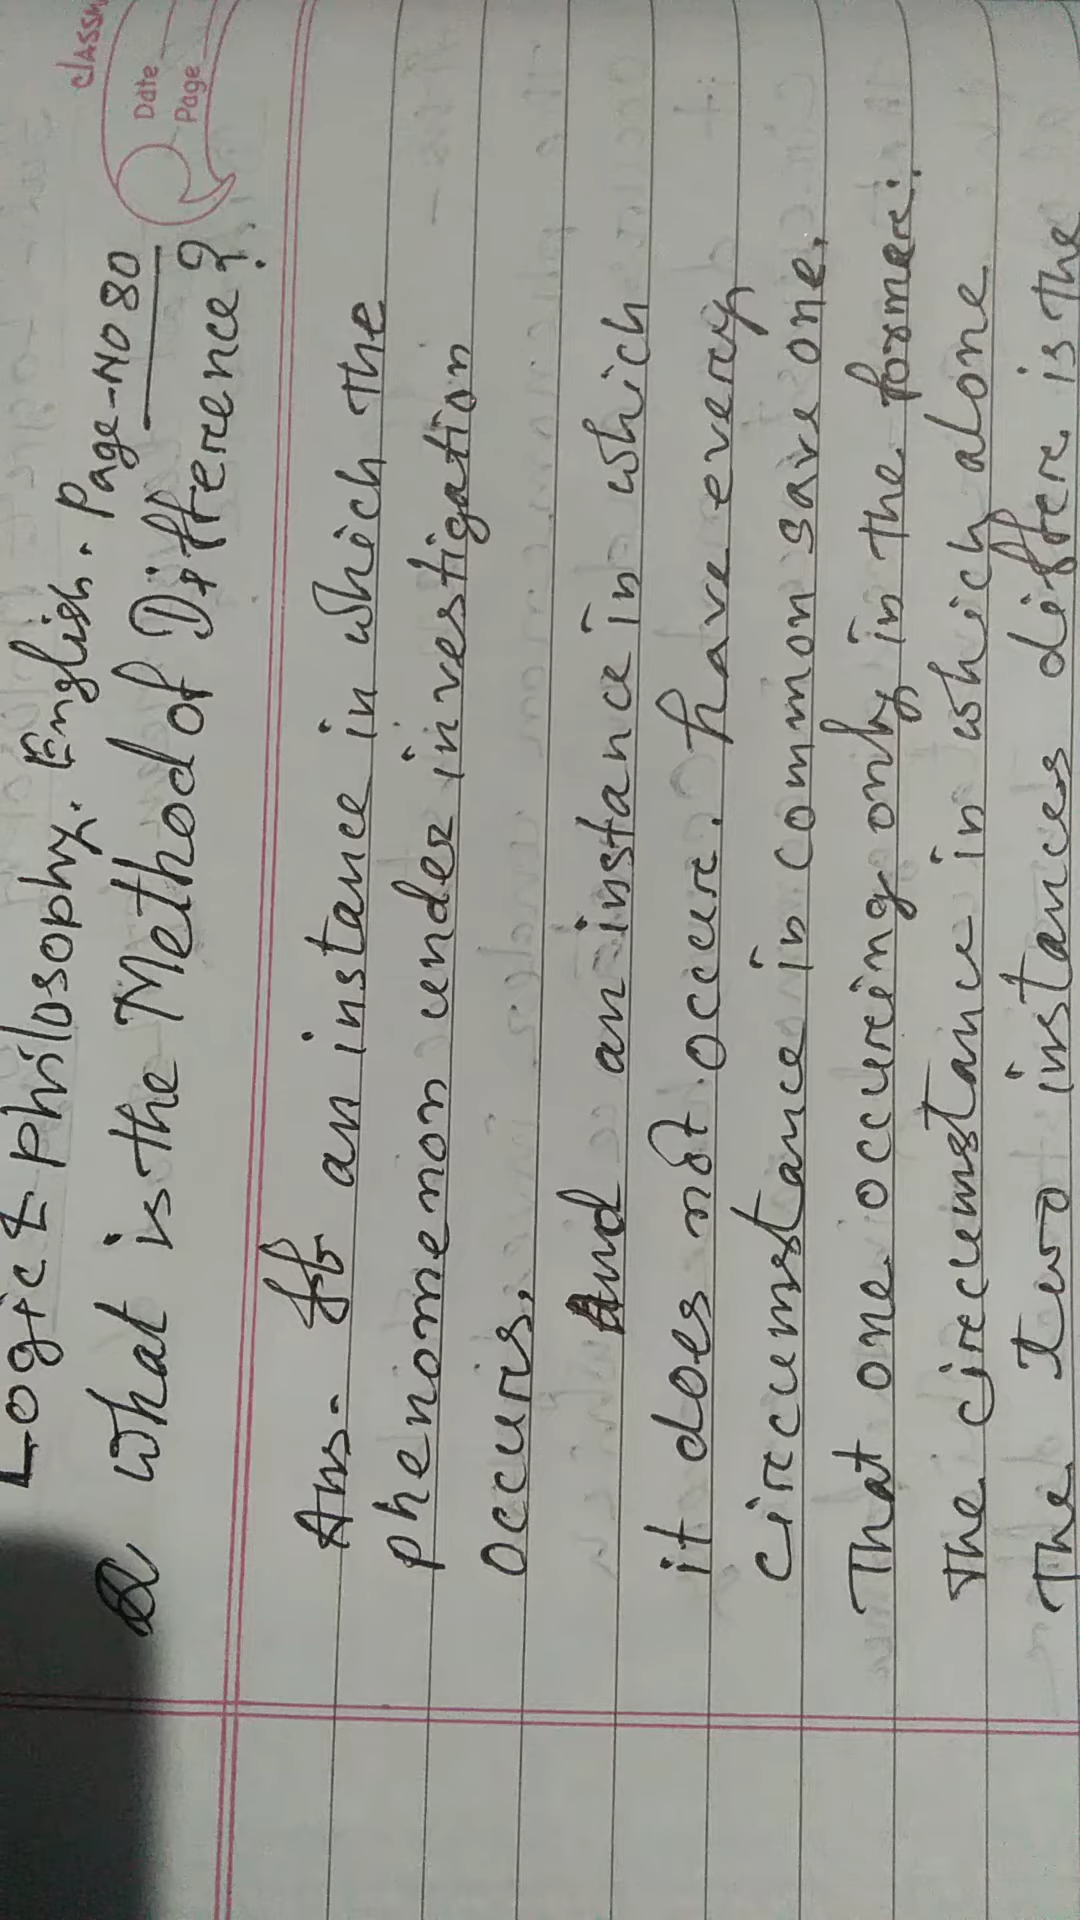 Logic & Philosophy. English. Page-No 80
classm
Date
Page
Q What is the Method of Difference?
Ans- If an instance in which the
phenomenon under investigation
occurs,
And an instance in which
it does not occur, have every
circumstance in common save one,
That one occurring only in the former:
The circumstance in which alone
The two instances differ is the